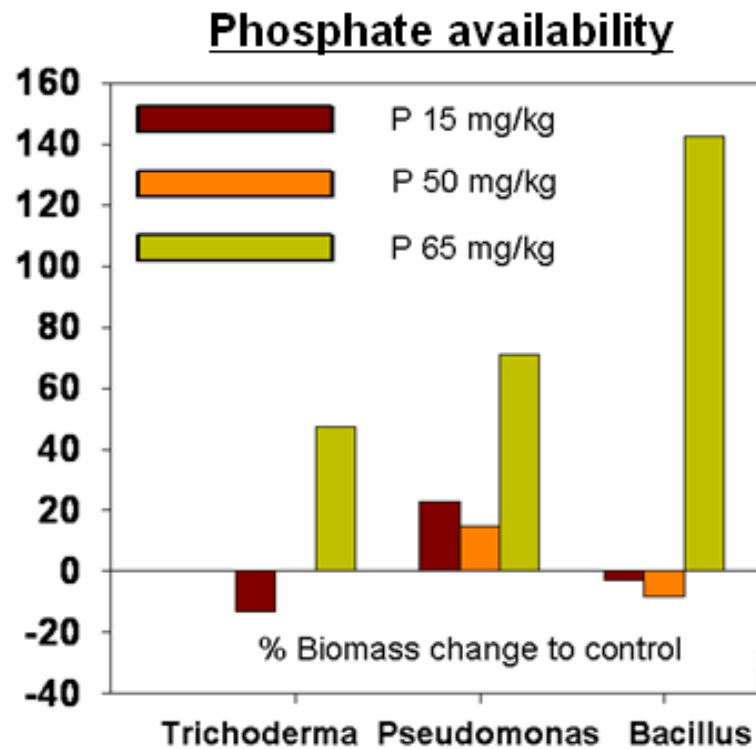 Phosphate availability
160
140
120
100
80
60
40
20
0
-20
-40
P 15 mg/kg
P 50 mg/kg
P 65 mg/kg
% Biomass change to control
Trichoderma Pseudomonas Bacillus